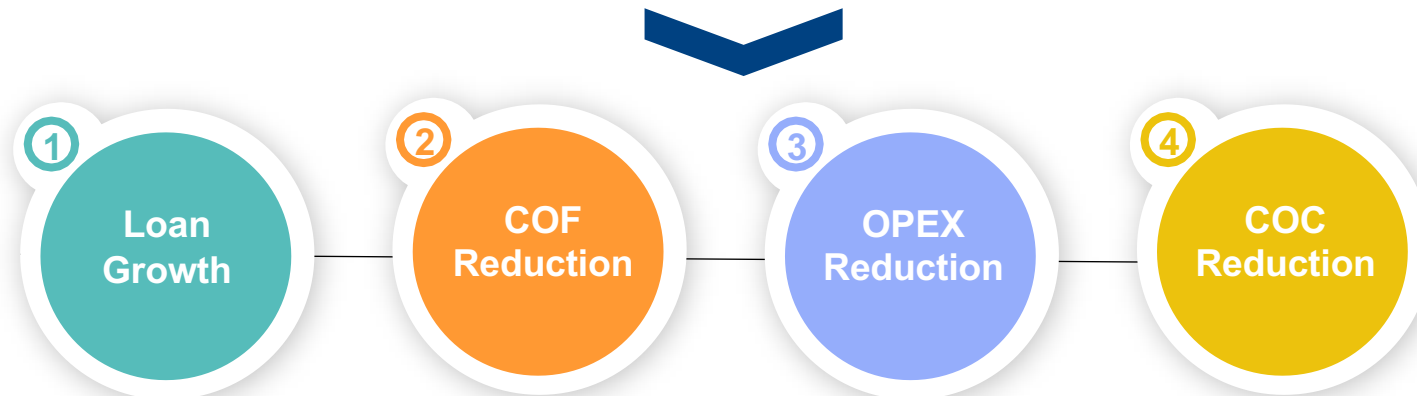 1
Loan
Growth
2
COF
Reduction
3
OPEX
Reduction
4
COC
Reduction